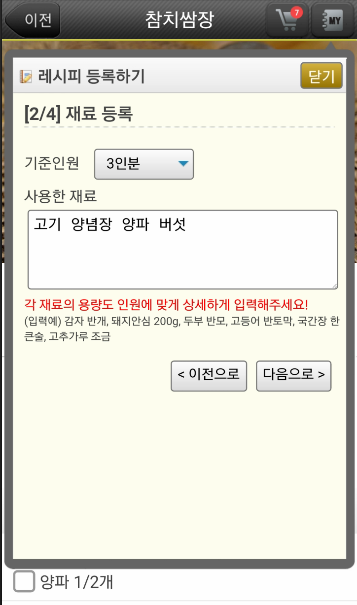 이전
참치쌈장
7
MY
레시피 등록하기
닫기
[2/4] 재료 등록
기준인원 3인분
사용한 재료
고기 양념장 양파 버섯
각 재료의 용량도 인원에 맞게 상세하게 입력해주세요!
(입력예) 감자 반개, 돼지안심 200g, 두부 반모, 고등어 반토막, 국간장 한
큰술, 고추가루 조금
< 이전으로 다음으로 >
양파 1/2개